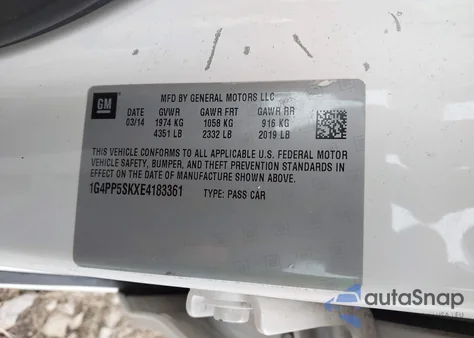 GM
MFD BY GENERAL MOTORS LLC
DATE GVWR GAWR FRT GAWR RR
03/14 1974 KG 1058 KG 916 KG
4351 LB 2332 LB 2019 LB
THIS VEHICLE CONFORMS TO ALL APPLICABLE U.S. FEDERAL MOTOR
VEHICLE SAFETY, BUMPER, AND THEFT PREVENTION STANDARDS IN
EFFECT ON THE DATE OF MANUFACTURE SHOWN ABOVE.
1G4PP5SKXE4183361 TYPE: PASS CAR
autoSnap